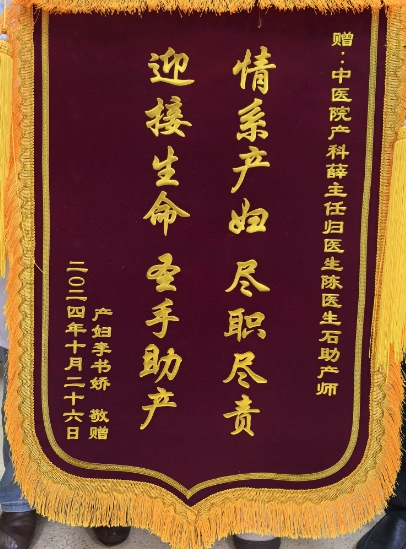 赠：中医院产科薛主任归医生陈医生石助产师
情系产妇 尽职尽责
迎接生命 圣手助产
产妇李书娇 敬赠
二〇二四年十月二十六日